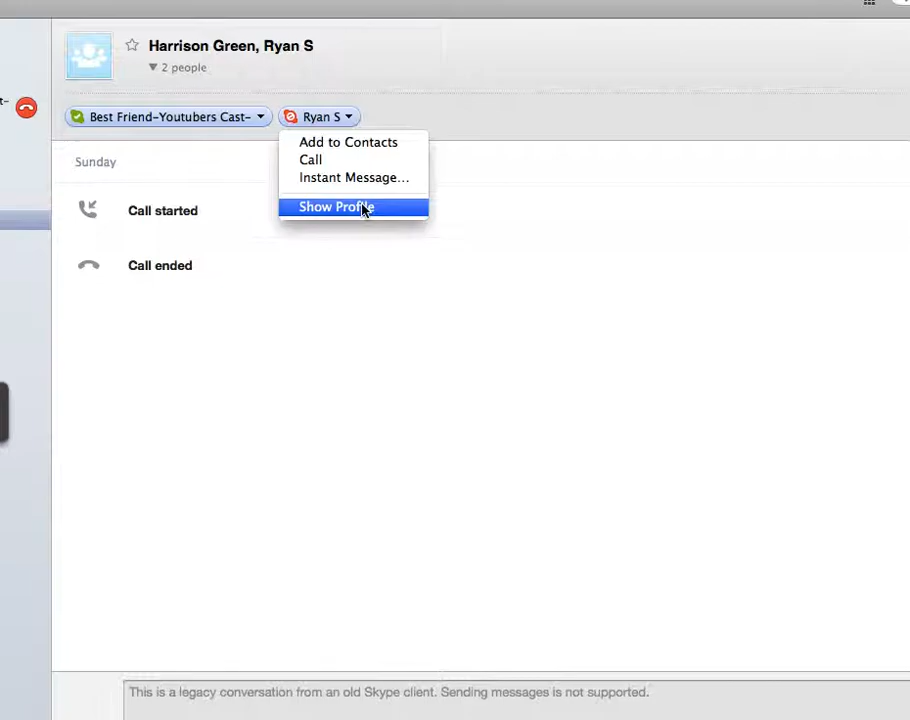 Harrison Green, Ryan S
2 people
Best Friend-Youtubers Cast-
Ryan S
Add to Contacts
Call
Instant Message...
Show Profile
Sunday
Call started
Call ended
This is a legacy conversation from an old Skype client. Sending messages is not supported.